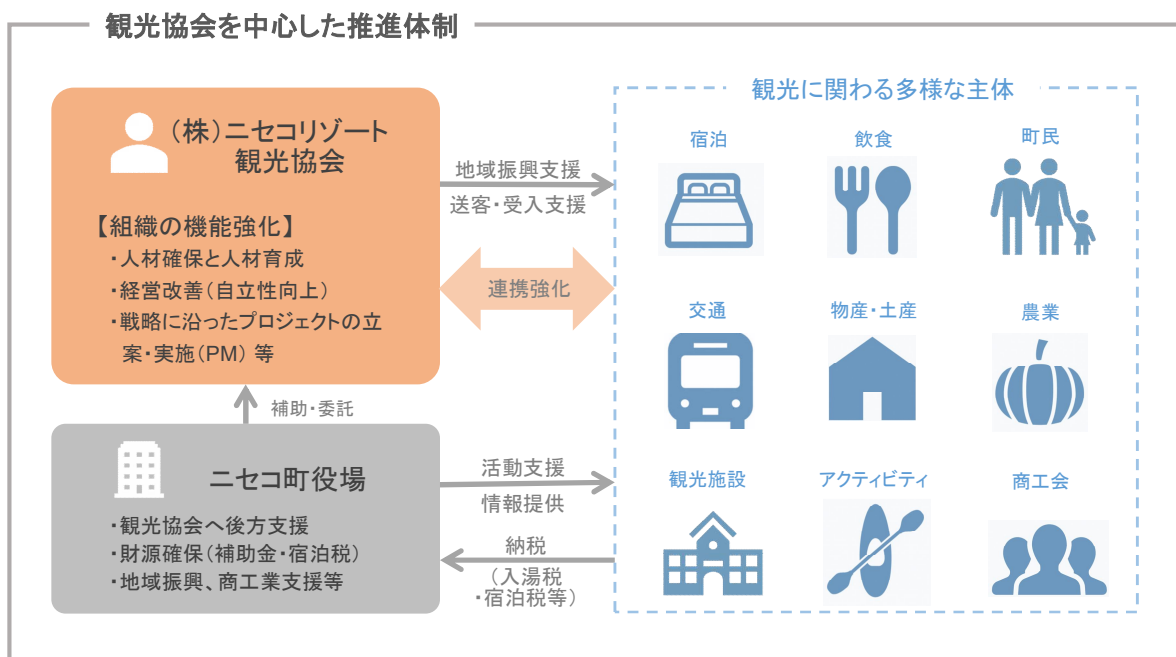 観光協会を中心した推進体制
(株)ニセコリゾート
観光協会
【組織の機能強化】
・人材確保と人材育成
・経営改善(自立性向上)
・戦略に沿ったプロジェクトの立
案・実施(PM) 等
補助・委託
ニセコ町役場
・観光協会へ後方支援
・財源確保(補助金・宿泊税)
・地域振興、商工業支援等
地域振興支援
送客・受入支援
連携強化
活動支援
情報提供
納税
(入湯税
・宿泊税等)
観光に関わる多様な主体
宿泊
飲食
町民
交通
物産・土産
農業
観光施設
アクティビティ
商工会